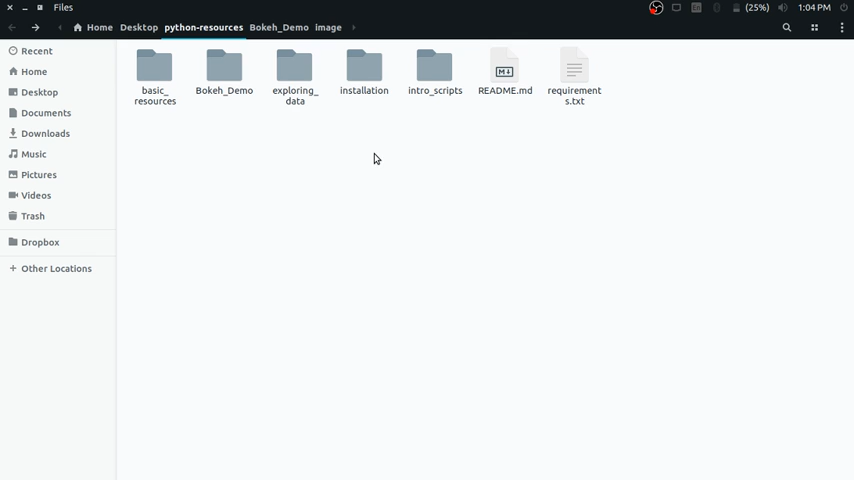 Files
En
(25%)
1:04 PM
Home
Desktop
python-resources
Bokeh_Demo
image
Recent
Home
Desktop
Documents
Downloads
Music
Pictures
Videos
Trash
Dropbox
+ Other Locations
basic_
resources
Bokeh_Demo
exploring_
data
installation
intro_scripts
M
README.md
requirement
s.txt